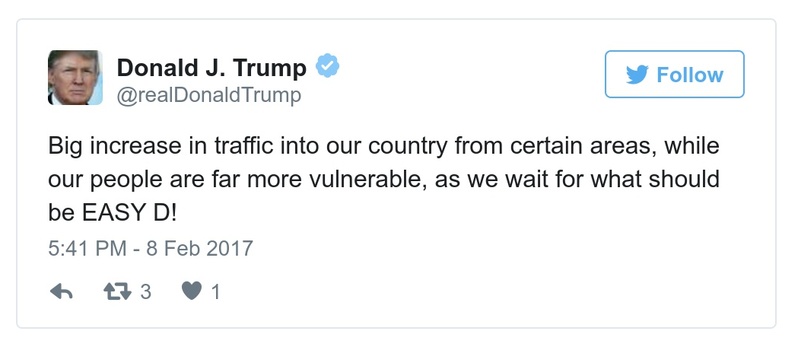 Donald J. Trump
@realDonaldTrump
Follow
Big increase in traffic into our country from certain areas, while
our people are far more vulnerable, as we wait for what should
be EASY D!
5:41 PM - 8 Feb 2017
3 1